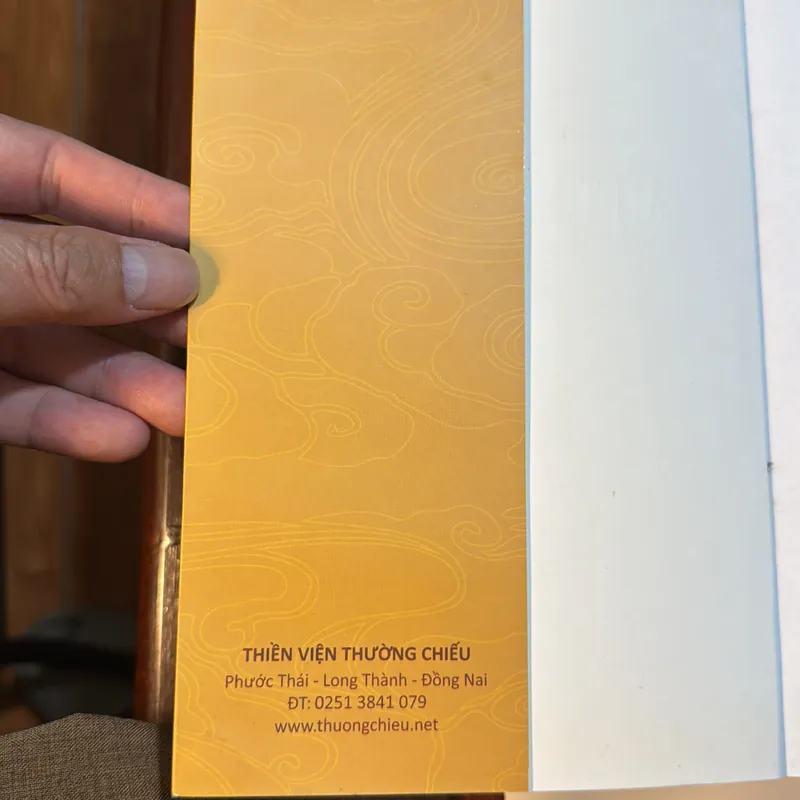 THIỀN VIỆN THƯỜNG CHIẾU
Phước Thái - Long Thành - Đồng Nai
ĐT: 0251 3841 079
www.thuongchieu.net